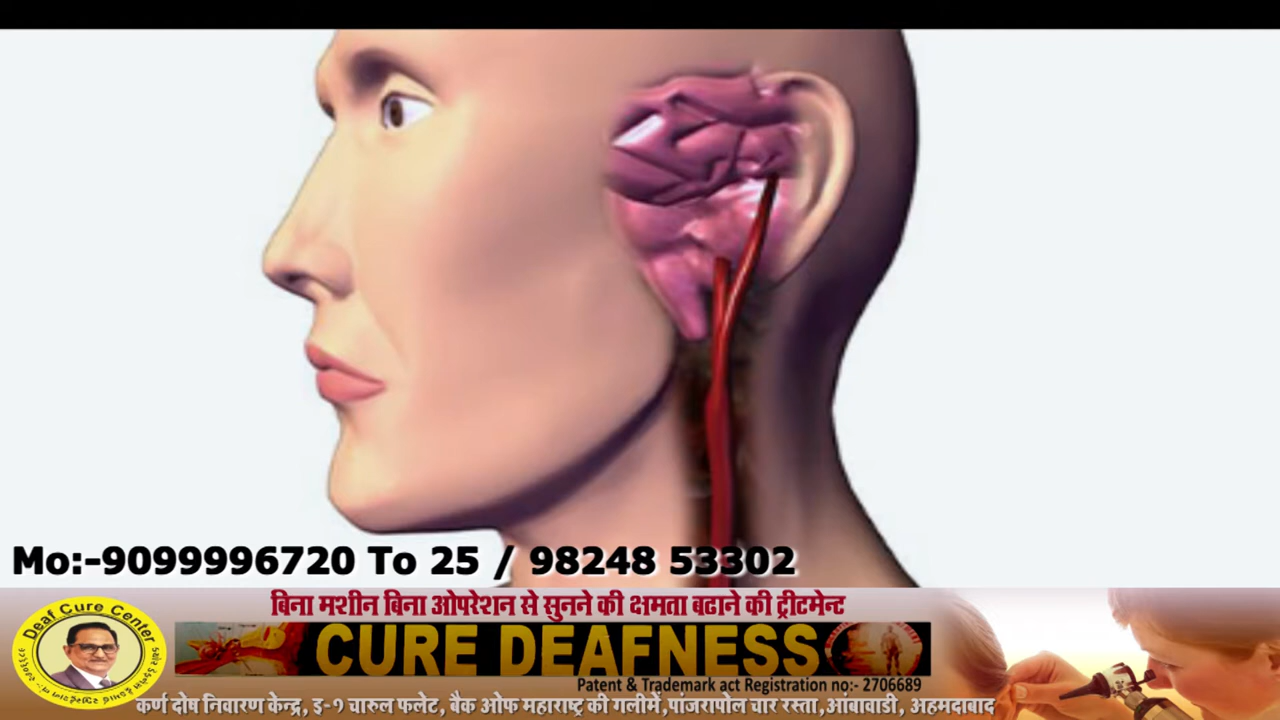 Mo:-9099996720 To 25 / 98248 53302
बिना मशीन बिना ओपरेशन से सुनने की क्षमता बढाने की ट्रीटमेन्ट
Deaf Cure Center
CURE DEAFNESS
Patent & Trademark act Registration no:- 2706689
कर्ण दोष निवारण केन्द्र, इ-१ चारुल फलेट, बैंक ओफ महाराष्ट्र की गलीमें,पांजरापोल चार रस्ता,आंबावाडी, अहमदाबाद